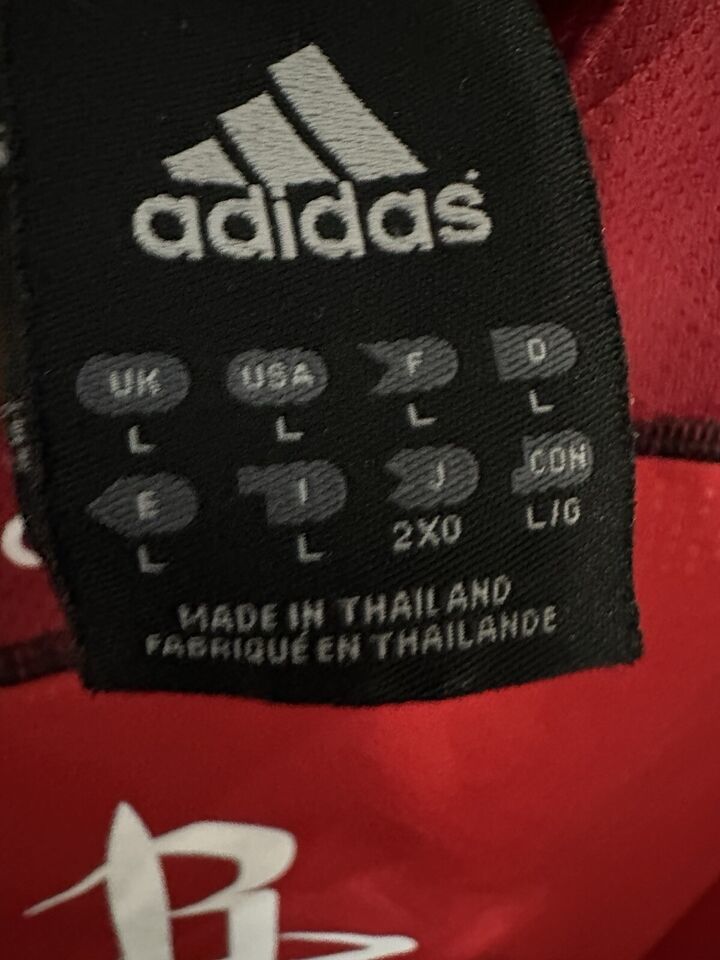 adidas
UK USA F D
L L L L
E I J CDN
L L 2XO L/G
MADE IN THAILAND
FABRIQUÉ EN THAILANDE
R